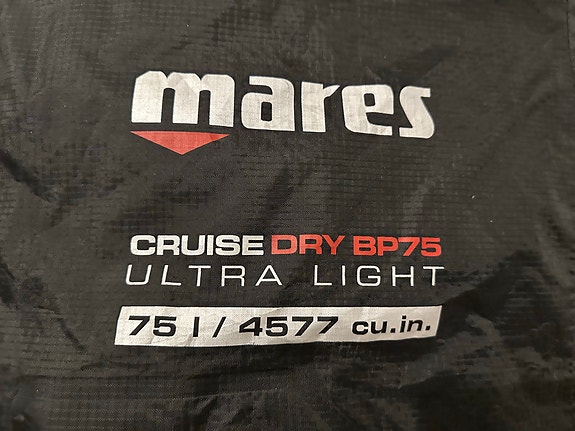 mares
CRUISE DRY BP75
ULTRA LIGHT
75 l / 4577 cu.in.